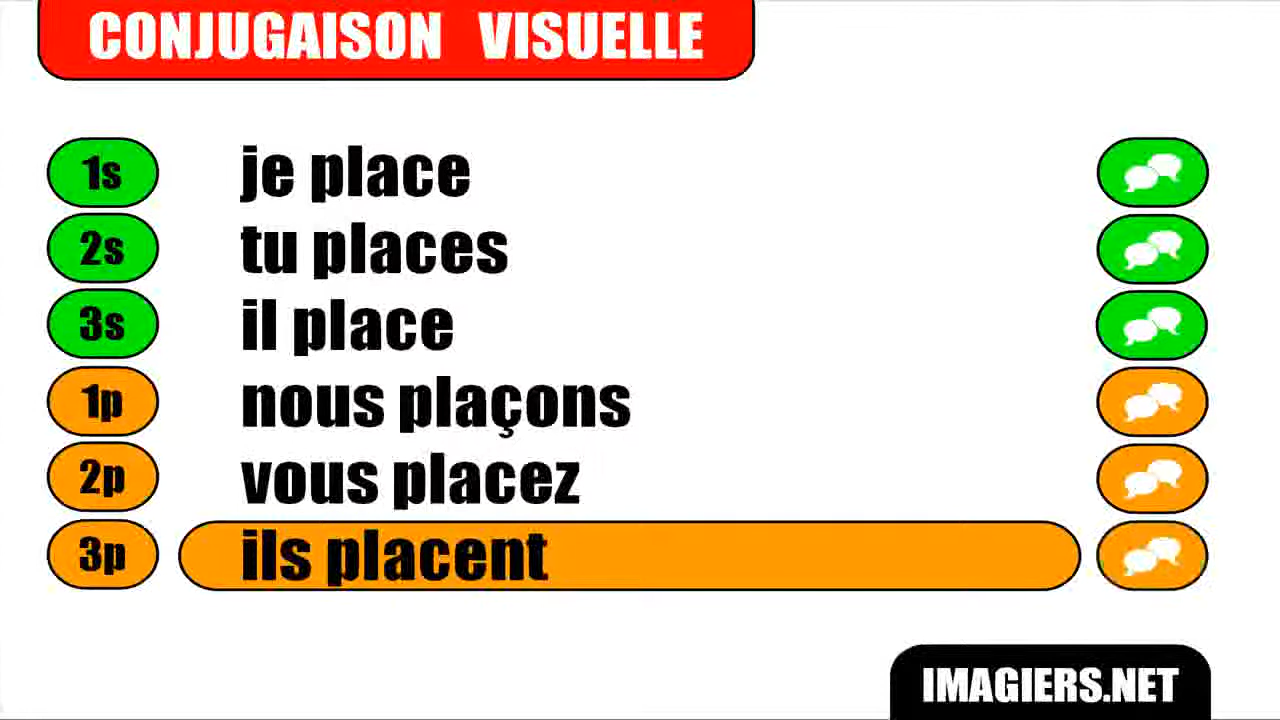 CONJUGAISON VISUELLE
1s je place
2s tu places
3s il place
1p nous plaçons
2p vous placez
3p ils placent
IMAGIERS.NET